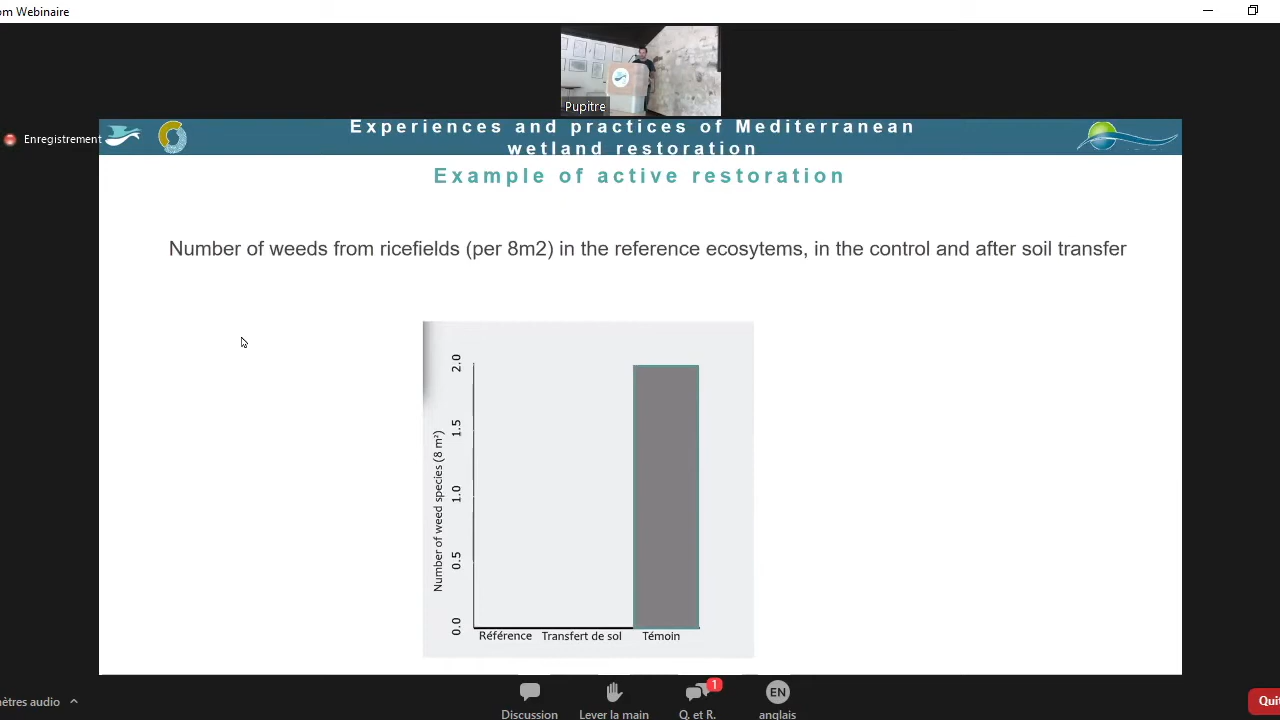 om Webinaire
Pupitre
Enregistrement
Experiences and practices of Mediterranean
wetland restoration
Example of active restoration
Number of weeds from ricefields (per 8m2) in the reference ecosytems, in the control and after soil transfer
Number of weed species (8 m²)
2.0
1.5
1.0
0.5
0.0
Référence Transfert de sol Témoin
1
EN
mètres audio
Discussion
Lever la main
Q. et R.
anglais
Quit